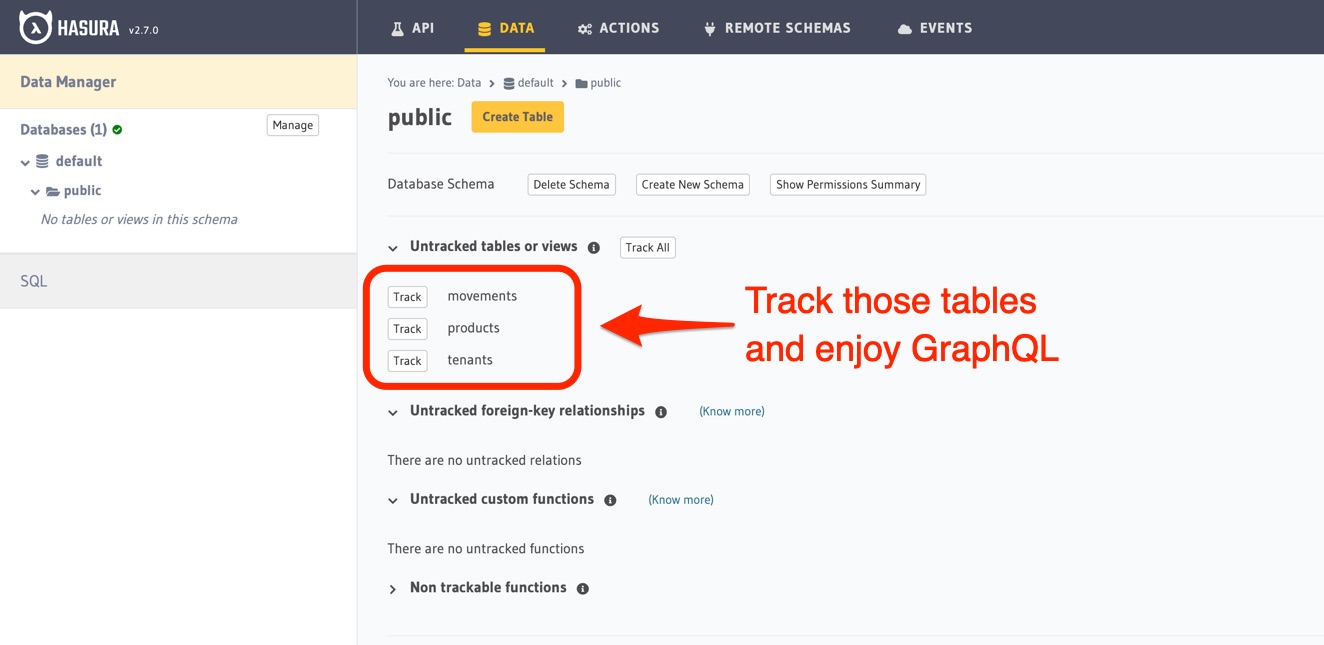 HASURA v2.7.0
API DATA ACTIONS REMOTE SCHEMAS EVENTS
Data Manager
Databases (1) Manage
default
public
No tables or views in this schema
SQL
You are here: Data > default > public
public Create Table
Database Schema Delete Schema Create New Schema Show Permissions Summary
Untracked tables or views Track All
Track movements
Track products
Track tenants
Track those tables
and enjoy GraphQL
Untracked foreign-key relationships (Know more)
There are no untracked relations
Untracked custom functions (Know more)
There are no untracked functions
Non trackable functions